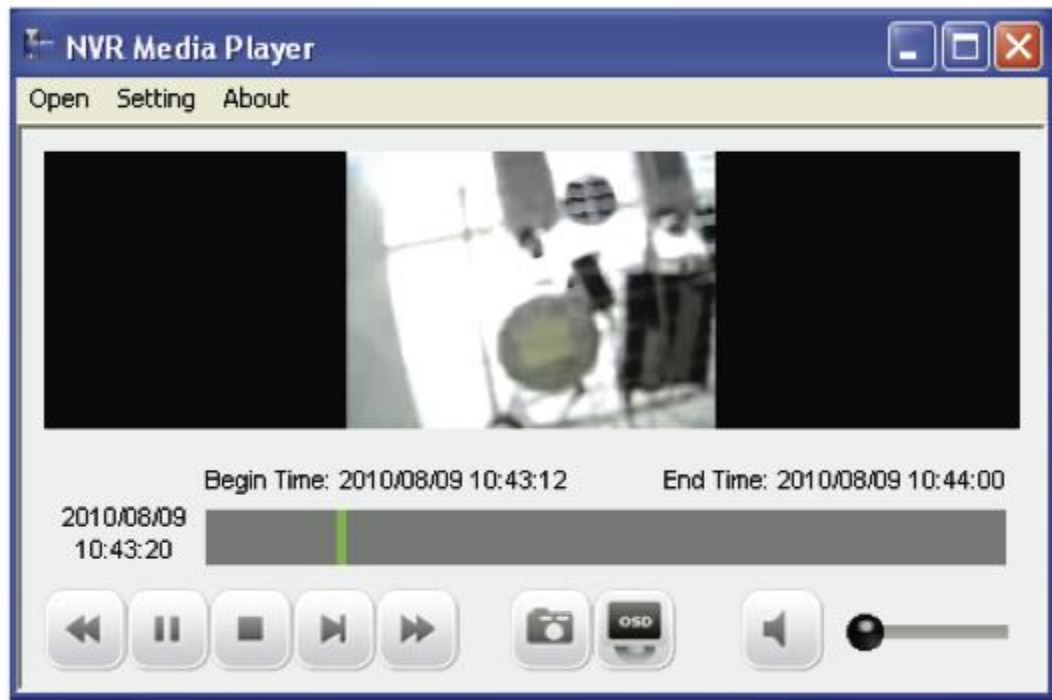 NVR Media Player
Open Setting About
Begin Time: 2010/08/09 10:43:12 End Time: 2010/08/09 10:44:00
2010/08/09
10:43:20
OSD